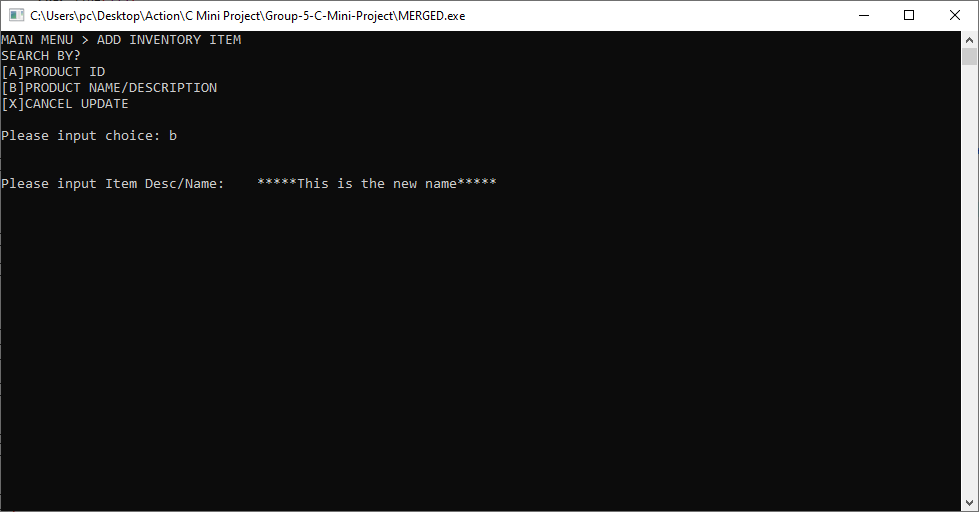 C:\Users\pc\Desktop\Action\C Mini Project\Group-5-C-Mini-Project\MERGED.exe
MAIN MENU > ADD INVENTORY ITEM
SEARCH BY?
[A]PRODUCT ID
[B]PRODUCT NAME/DESCRIPTION
[X]CANCEL UPDATE
Please input choice: b
Please input Item Desc/Name:    *****This is the new name*****